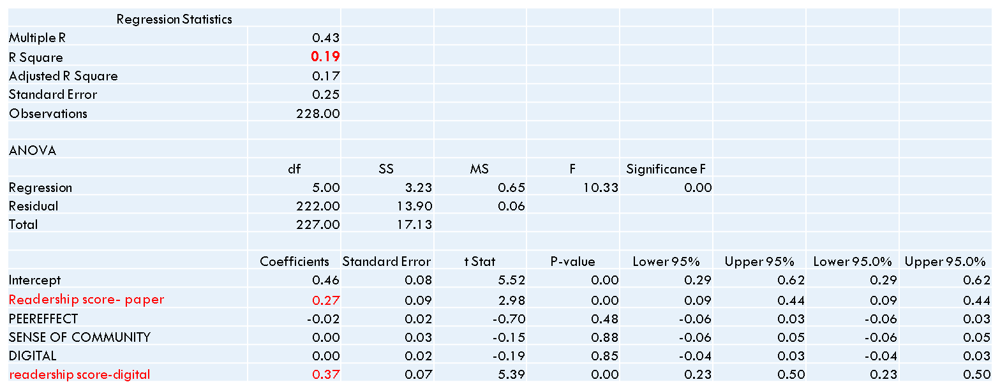 Regression Statistics
Multiple R 0.43
R Square 0.19
Adjusted R Square 0.17
Standard Error 0.25
Observations 228.00
ANOVA
df SS MS F Significance F
Regression 5.00 3.23 0.65 10.33 0.00
Residual 222.00 13.90 0.06
Total 227.00 17.13
Coefficients Standard Error t Stat P-value Lower 95% Upper 95% Lower 95.0% Upper 95.0%
Intercept 0.46 0.08 5.52 0.00 0.29 0.62 0.29 0.62
Readership score- paper 0.27 0.09 2.98 0.00 0.09 0.44 0.09 0.44
PEEREFFECT -0.02 0.02 -0.70 0.48 -0.06 0.03 -0.06 0.03
SENSE OF COMMUNITY 0.00 0.03 -0.15 0.88 -0.06 0.05 -0.06 0.05
DIGITAL 0.00 0.02 -0.19 0.85 -0.04 0.03 -0.04 0.03
readership score-digital 0.37 0.07 5.39 0.00 0.23 0.50 0.23 0.50